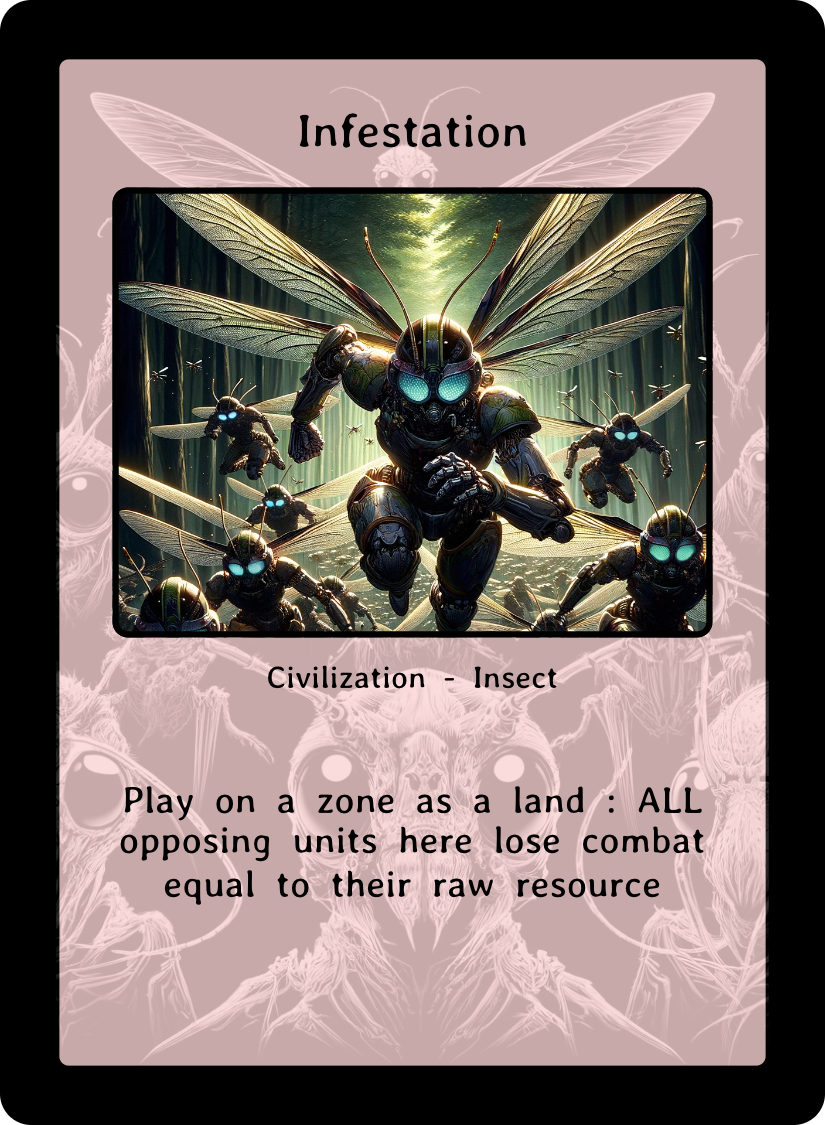 Infestation
Civilization - Insect
Play on a zone as a land : ALL
opposing units here lose combat
equal to their raw resource